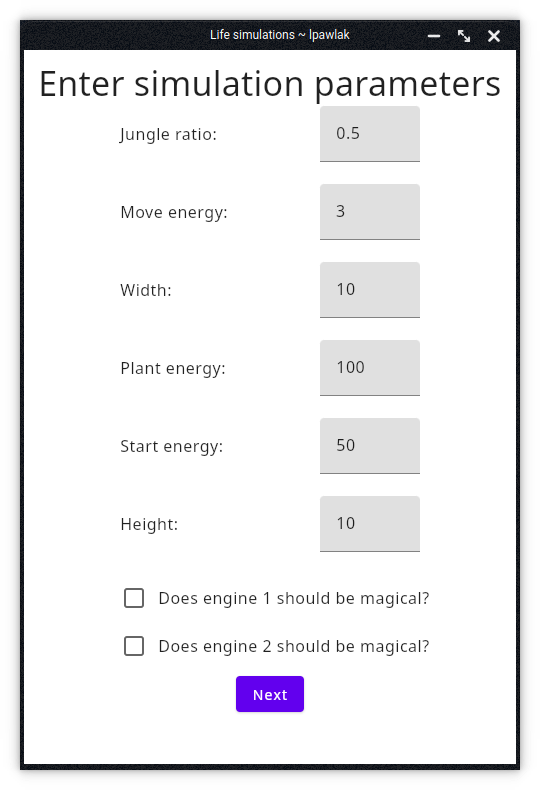 Life simulations ~ lpawlak
Enter simulation parameters
Jungle ratio: 0.5
Move energy: 3
Width: 10
Plant energy: 100
Start energy: 50
Height: 10
Does engine 1 should be magical?
Does engine 2 should be magical?
Next